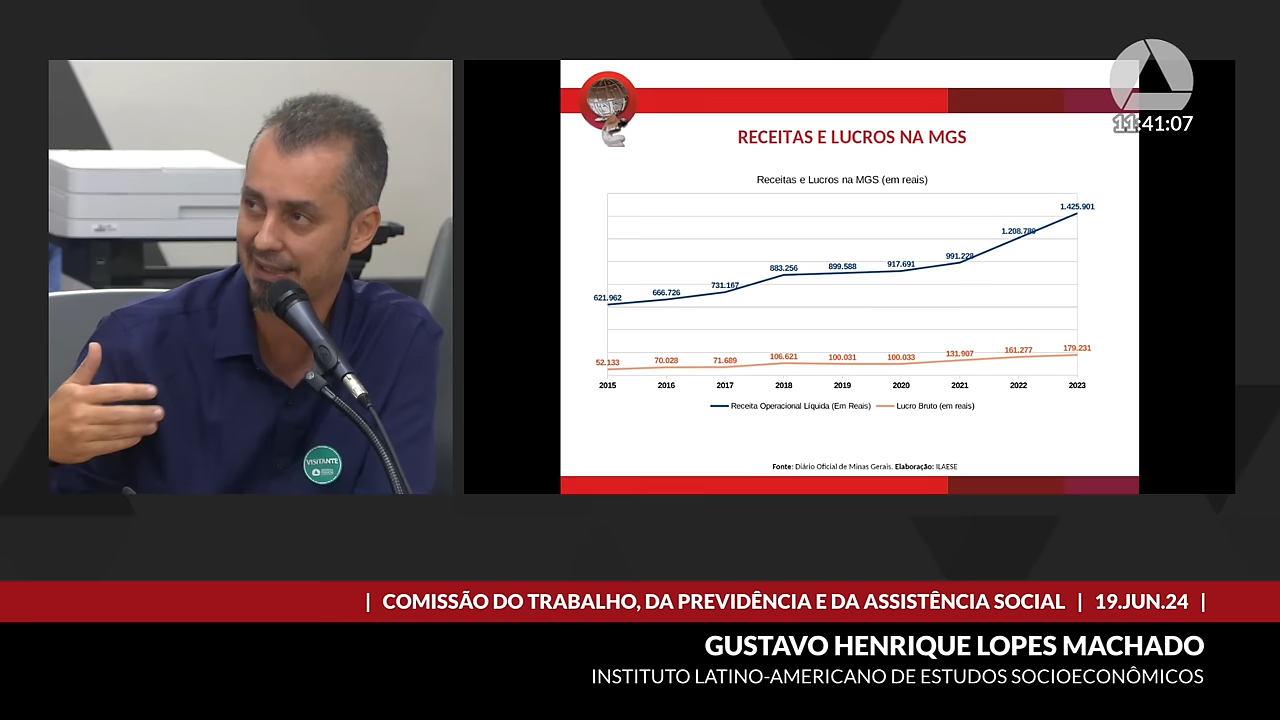 11:41:07
RECEITAS E LUCROS NA MGS
Receitas e Lucros na MGS (em reais)
1.425.901
1.208.780
991.229
917.691
899.588
883.256
731.167
666.726
621.962
52.133
70.028
71.689
106.621
100.031
100.033
131.907
161.277
179.231
2015 2016 2017 2018 2019 2020 2021 2022 2023
Receita Operacional Líquida (Em Reais) Lucro Bruto (em reais)
Fonte: Diário Oficial de Minas Gerais. Elaboração: ILAESE
VISITANTE
| COMISSÃO DO TRABALHO, DA PREVIDÊNCIA E DA ASSISTÊNCIA SOCIAL | 19.JUN.24 |
GUSTAVO HENRIQUE LOPES MACHADO
INSTITUTO LATINO-AMERICANO DE ESTUDOS SOCIOECONÔMICOS